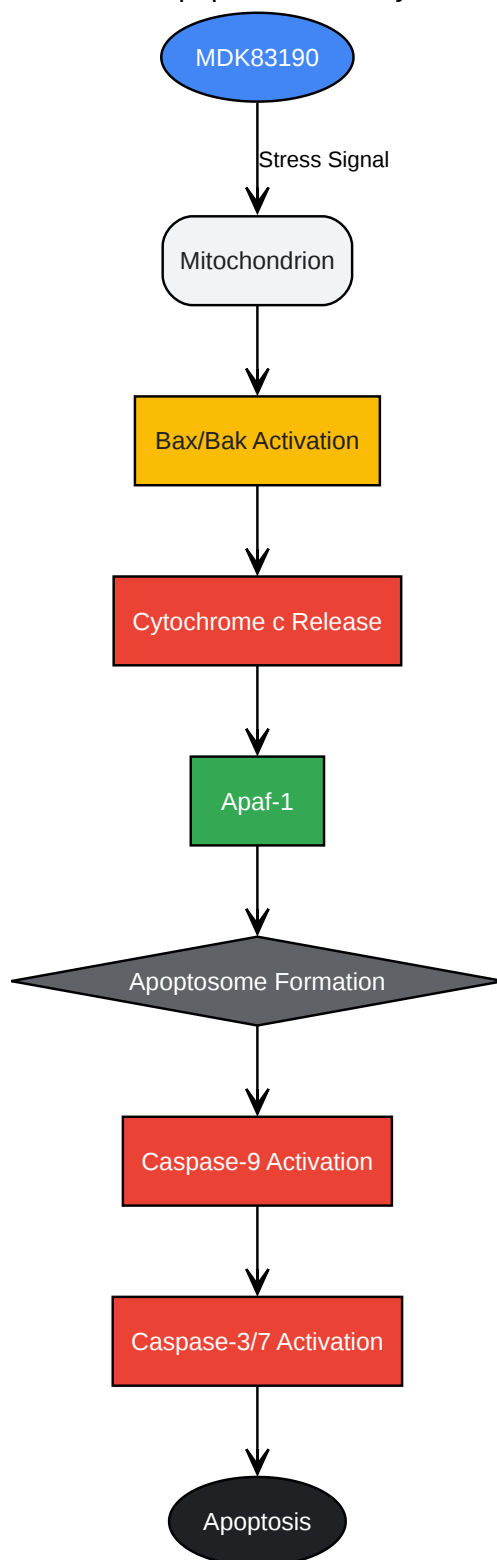 MDK83190
Stress Signal
Mitochondrion
Bax/Bak Activation
Cytochrome c Release
Apaf-1
Apoptosome Formation
Caspase-9 Activation
Caspase-3/7 Activation
Apoptosis